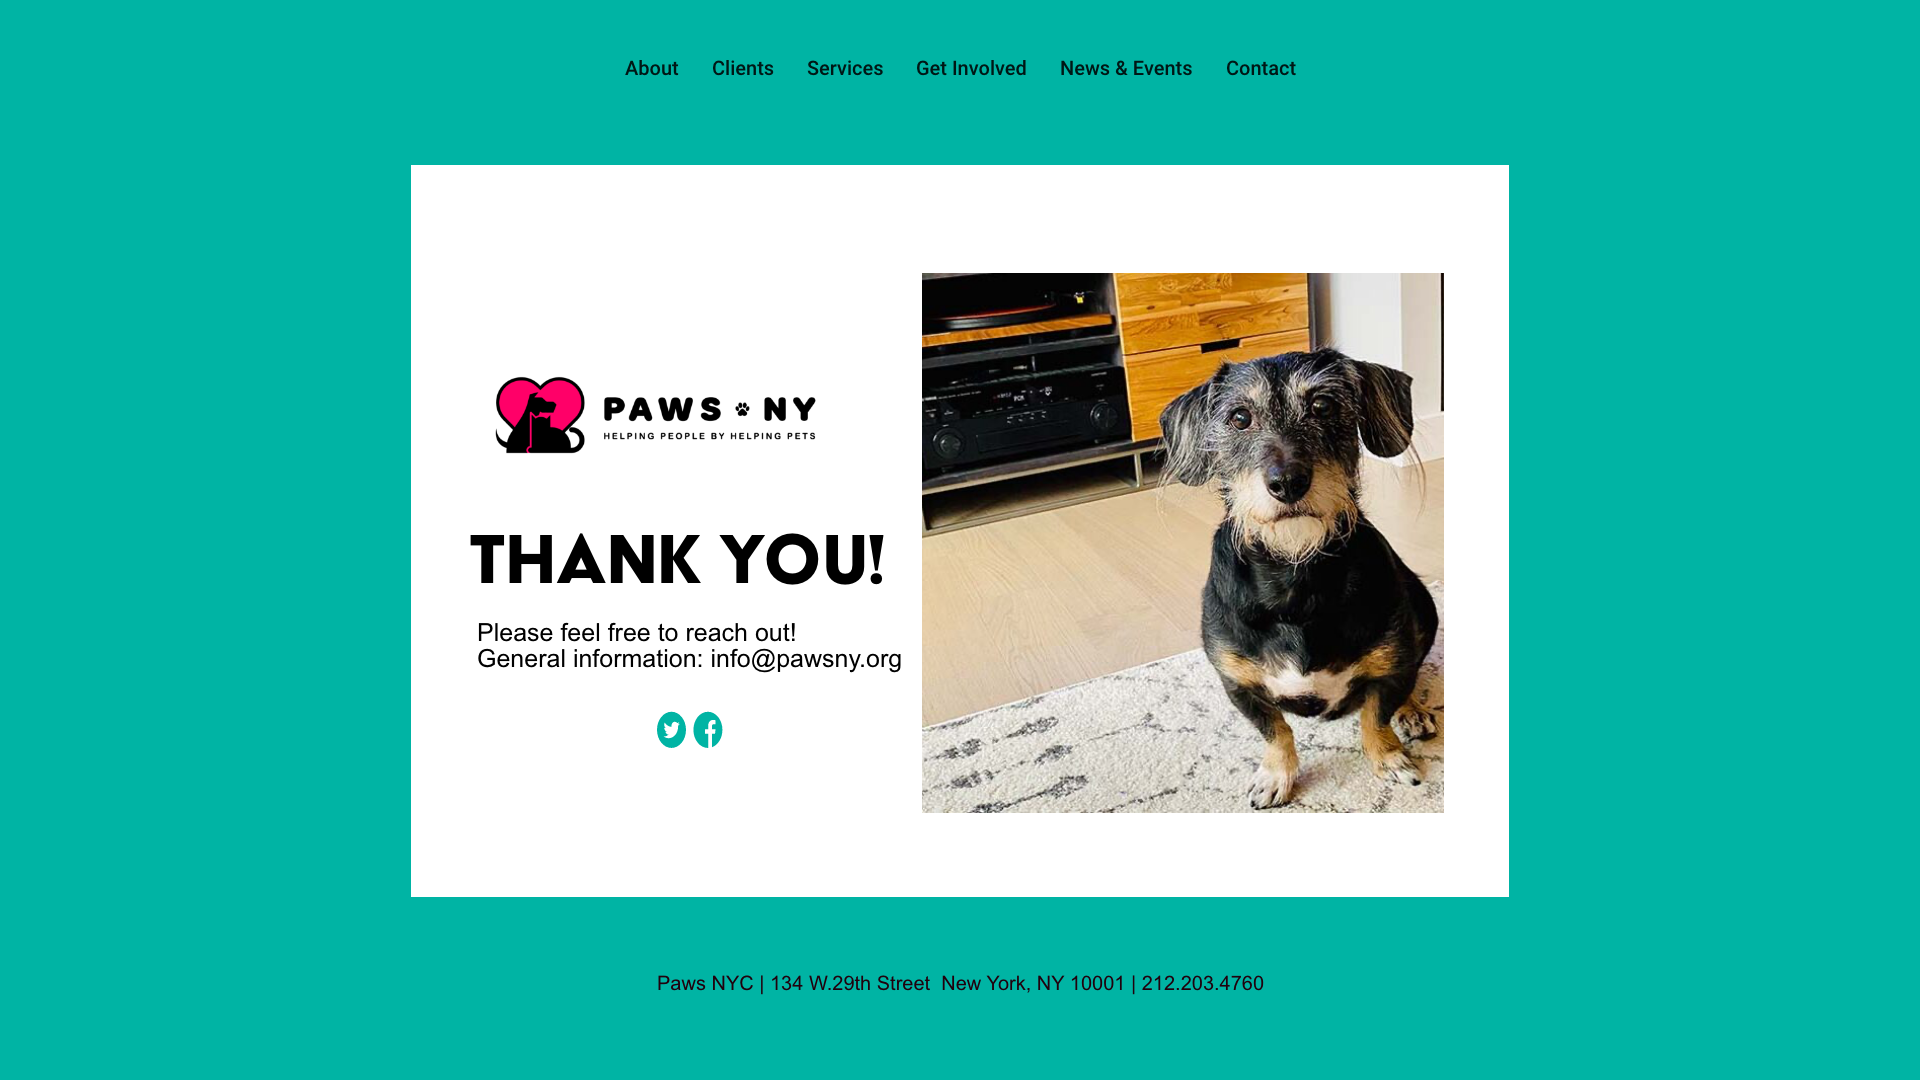 About Clients Services Get Involved News & Events Contact
PAWS NY
HELPING PEOPLE BY HELPING PETS
THANK YOU!
Please feel free to reach out!
General information: info@pawsny.org
Paws NYC | 134 W.29th Street New York, NY 10001 | 212.203.4760